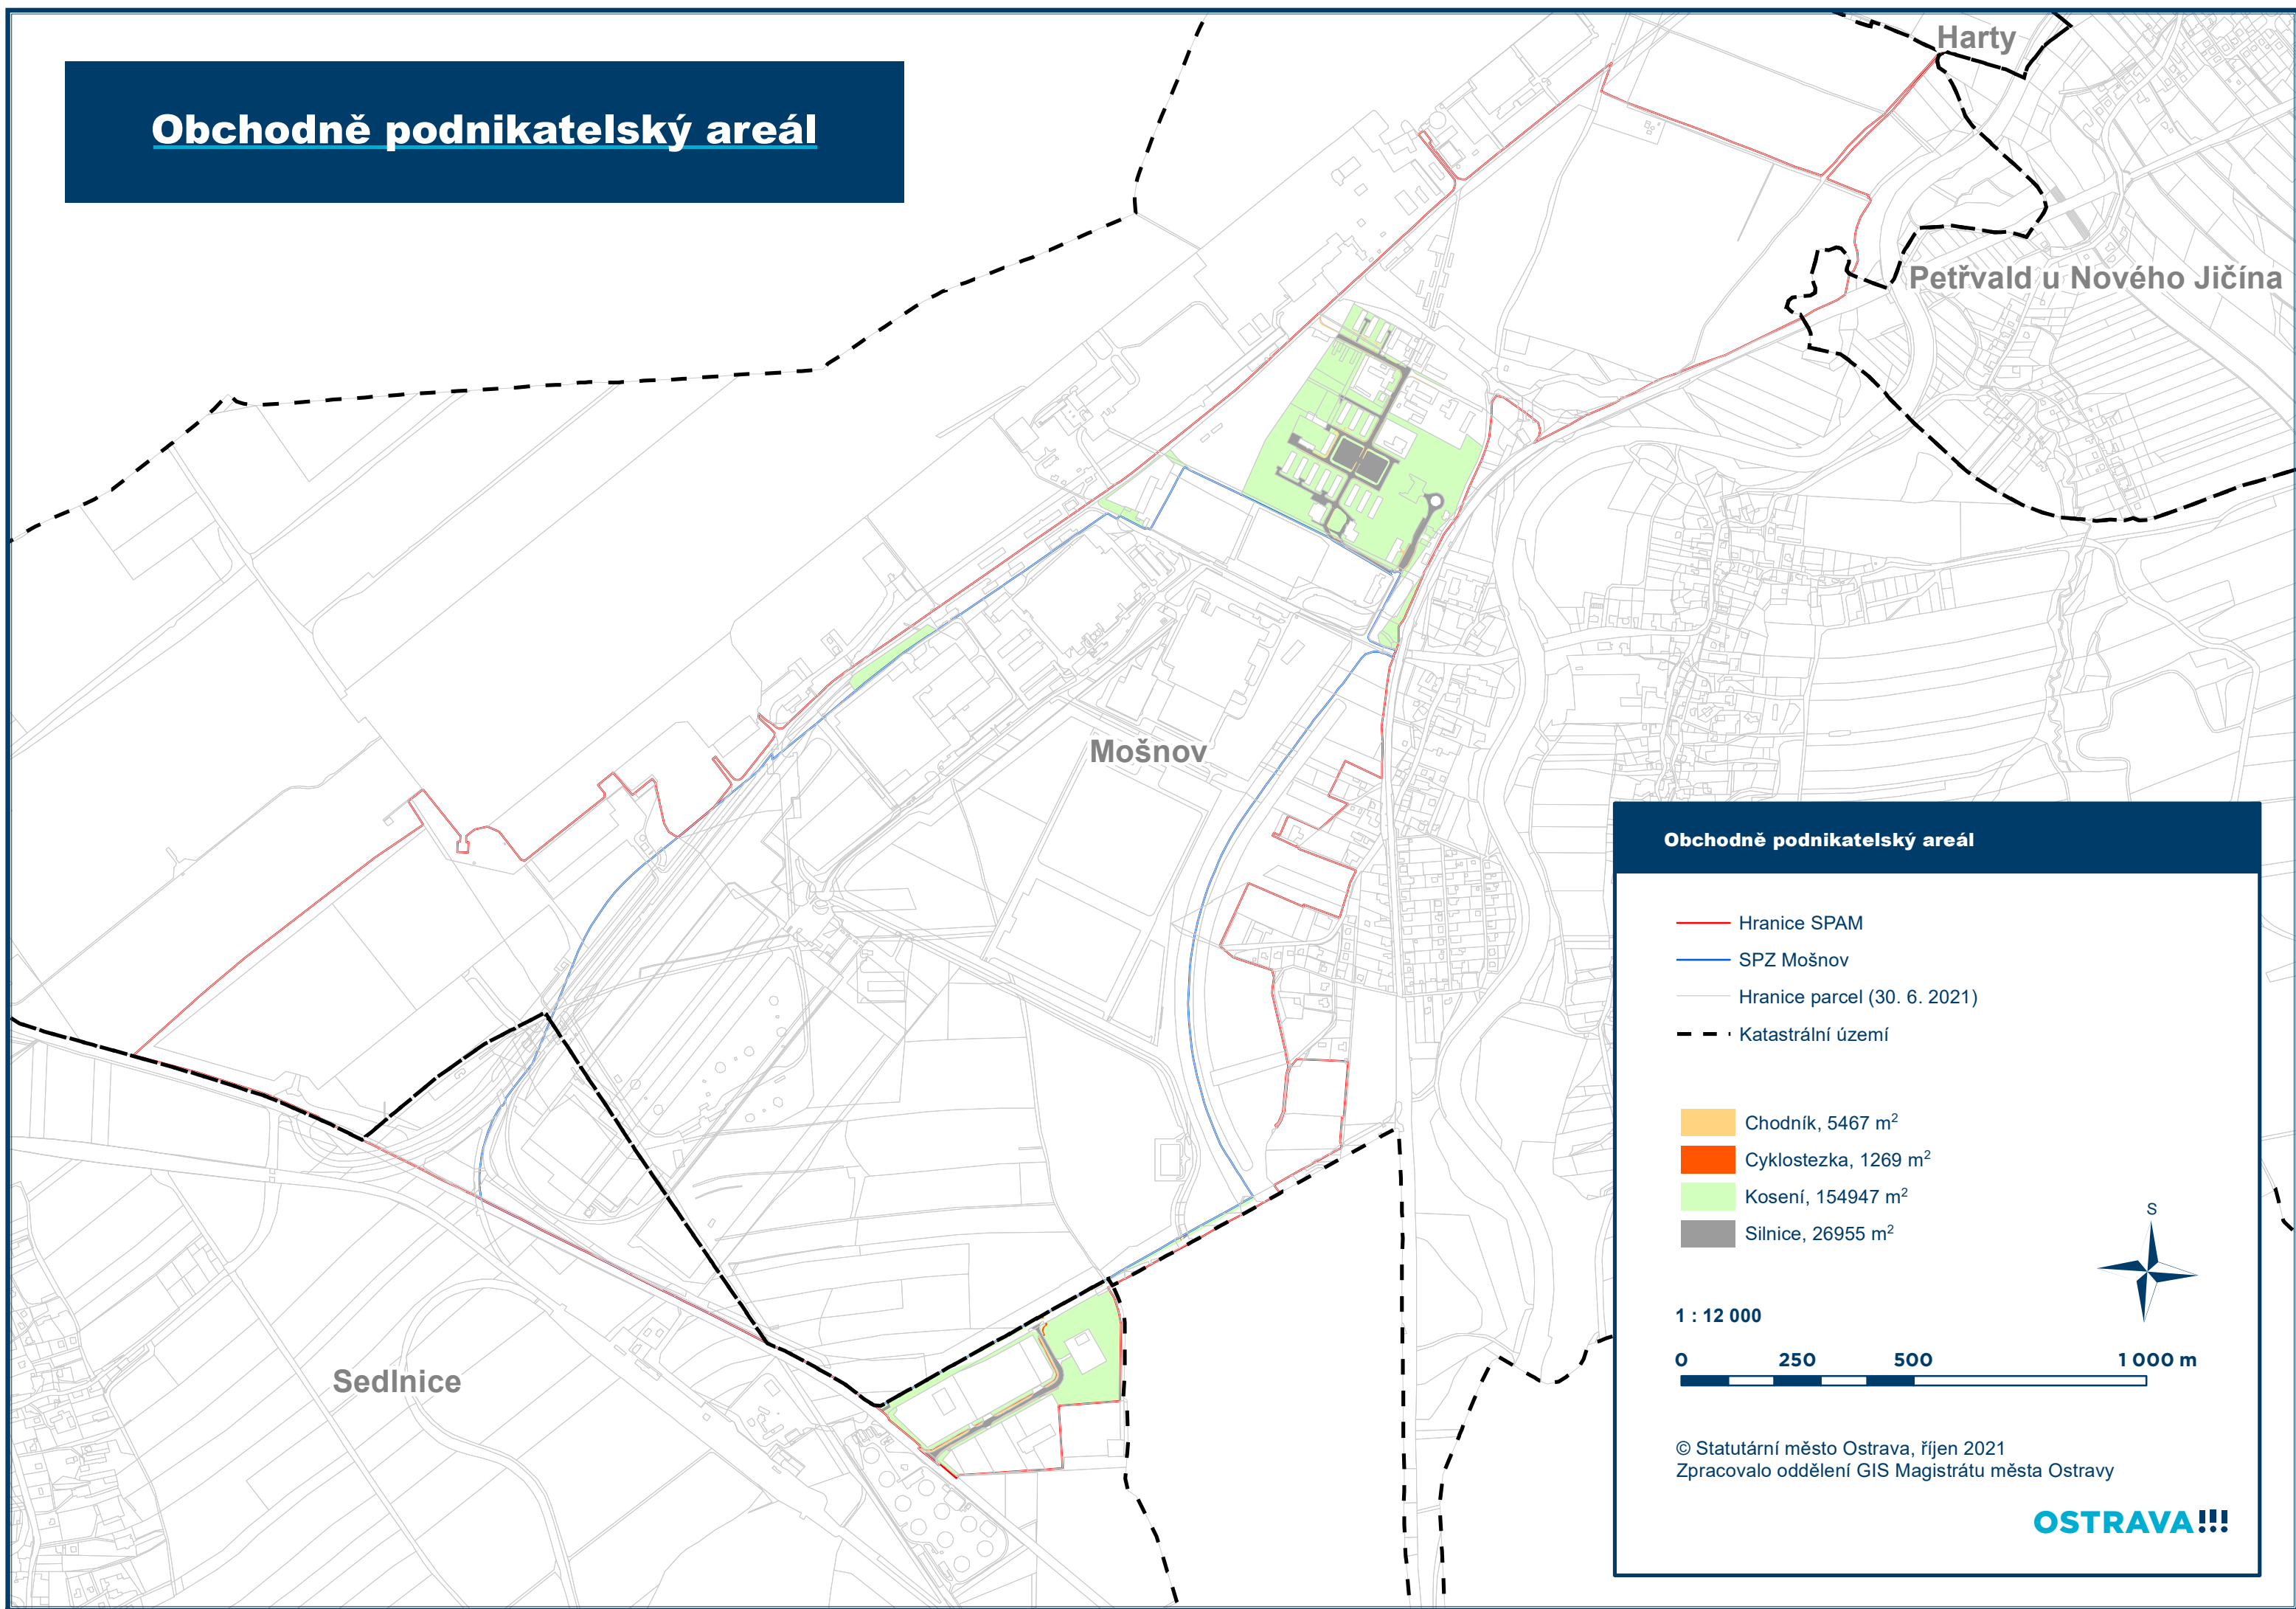 Obchodně podnikatelský areál
Harty
Petřvald u Nového Jičína
Mošnov
Sedlnice
Obchodně podnikatelský areál
Hranice SPAM
SPZ Mošnov
Hranice parcel (30. 6. 2021)
Katastrální území
Chodník, 5467 m²
Cyklostezka, 1269 m²
Kosení, 154947 m²
Silnice, 26955 m²
S
1 : 12 000
0 250 500 1 000 m
© Statutární město Ostrava, říjen 2021
Zpracovalo oddělení GIS Magistrátu města Ostravy
OSTRAVA!!!